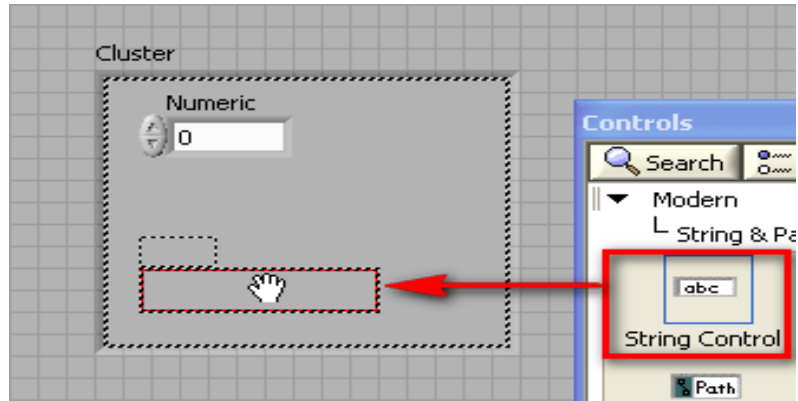 Cluster
Numeric
0
Controls
Search
Modern
String & Pa
abc
String Control
Path